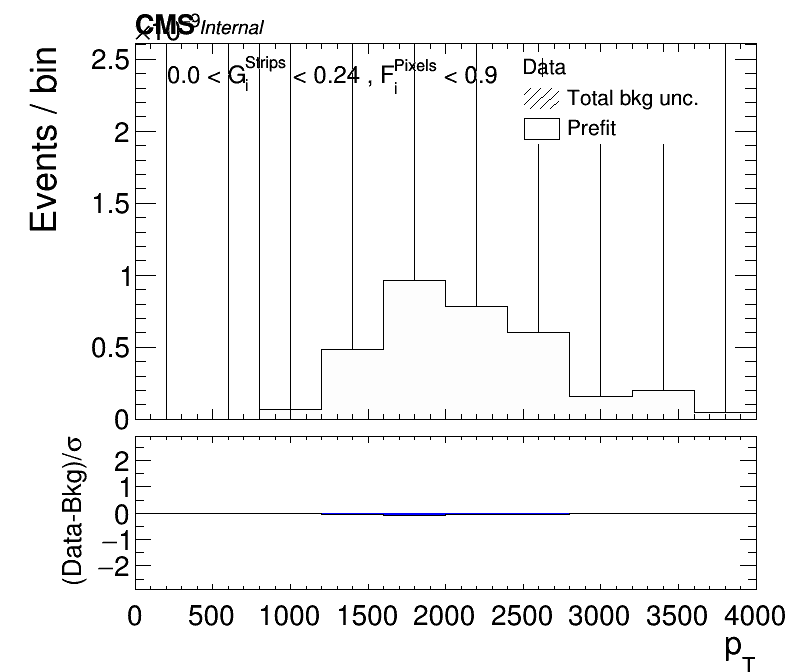 CMS Internal
×10⁻⁹
Events / bin
2.5
2
1.5
1
0.5
0
0.0 < G_i^Strips < 0.24 , F_i^Pixels < 0.9
Data
Total bkg unc.
Prefit
(Data-Bkg)/σ
2
1
0
−1
−2
0 500 1000 1500 2000 2500 3000 3500 4000
p_T